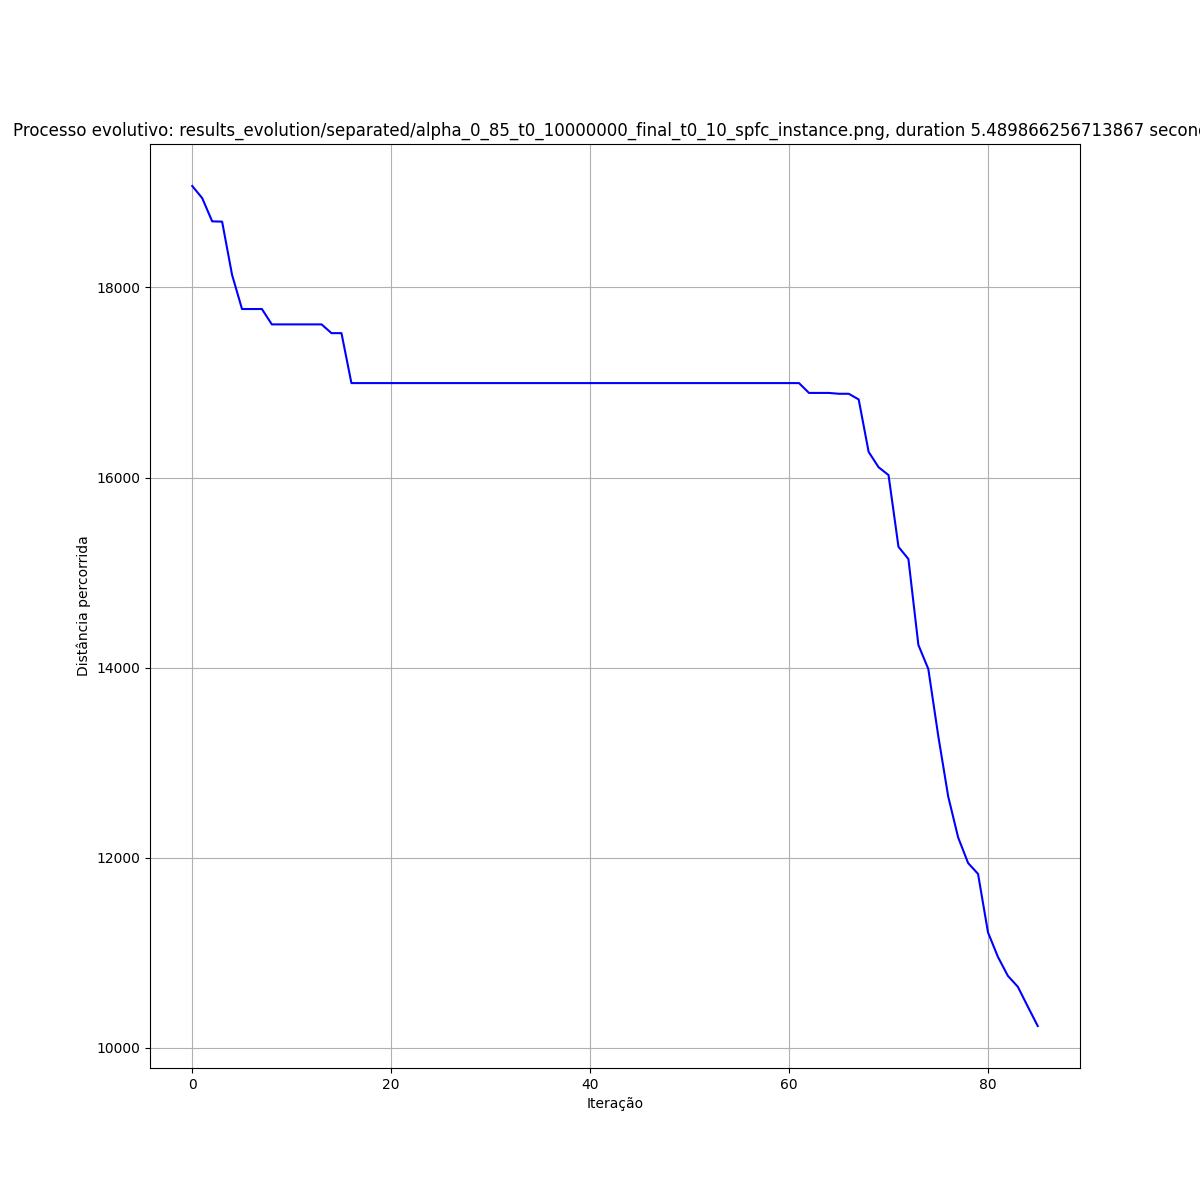 Processo evolutivo: results_evolution/separated/alpha_0_85_t0_10000000_final_t0_10_spfc_instance.png, duration 5.489866256713867
18000
16000
14000
12000
10000
Distância percorrida
0 20 40 60 80
Iteração